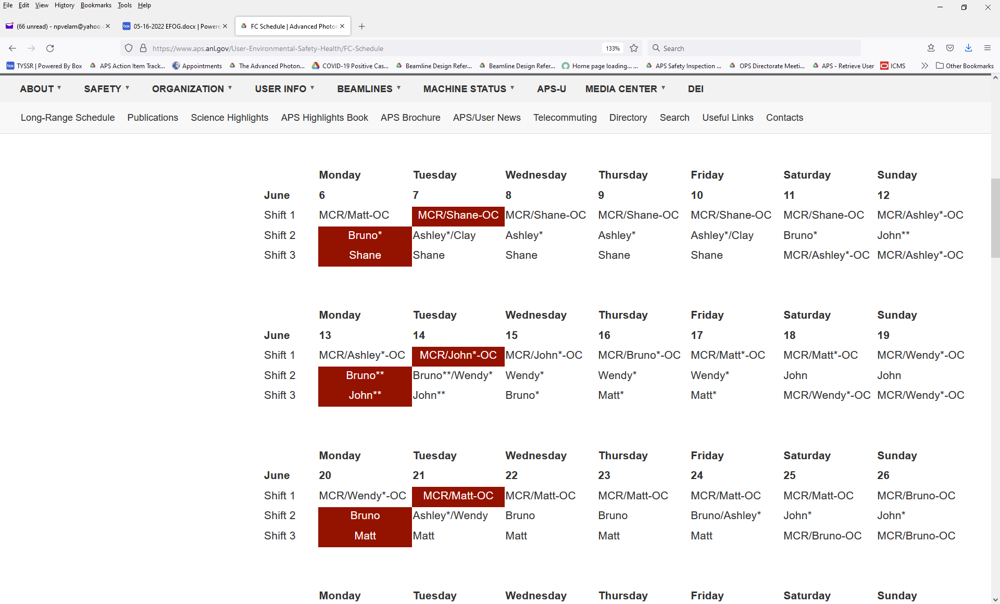 File Edit View History Bookmarks Tools Help
(66 unread) - npvelam@yahoo. 05-16-2022 EFOG.docx | Powere FC Schedule | Advanced Photon
https://www.aps.anl.gov/User-Environmental-Safety-Health/FC-Schedule 133% Search
TYSSR | Powered By Box APS Action Item Track... Appointments The Advanced Photon... COVID-19 Positive Cas... Beamline Design Refer... Beamline Design Refer... Home page loading... ... APS Safety Inspection ... OPS Directorate Meeti... APS - Retrieve User ICMS Other Bookmarks
ABOUT SAFETY ORGANIZATION USER INFO BEAMLINES MACHINE STATUS APS-U MEDIA CENTER DEI
Long-Range Schedule Publications Science Highlights APS Highlights Book APS Brochure APS/User News Telecommuting Directory Search Useful Links Contacts
Monday Tuesday Wednesday Thursday Friday Saturday Sunday
June 6 7 8 9 10 11 12
Shift 1 MCR/Matt-OC MCR/Shane-OC MCR/Shane-OC MCR/Shane-OC MCR/Shane-OC MCR/Shane-OC MCR/Ashley*-OC
Shift 2 Bruno* Ashley*/Clay Ashley* Ashley* Ashley*/Clay Bruno* John**
Shift 3 Shane Shane Shane Shane Shane MCR/Ashley*-OC MCR/Ashley*-OC
Monday Tuesday Wednesday Thursday Friday Saturday Sunday
June 13 14 15 16 17 18 19
Shift 1 MCR/Ashley*-OC MCR/John*-OC MCR/John*-OC MCR/Bruno*-OC MCR/Matt*-OC MCR/Matt*-OC MCR/Wendy*-OC
Shift 2 Bruno** Bruno**/Wendy* Wendy* Wendy* Wendy* John John
Shift 3 John** John** Bruno* Matt* Matt* MCR/Wendy*-OC MCR/Wendy*-OC
Monday Tuesday Wednesday Thursday Friday Saturday Sunday
June 20 21 22 23 24 25 26
Shift 1 MCR/Wendy*-OC MCR/Matt-OC MCR/Matt-OC MCR/Matt-OC MCR/Matt-OC MCR/Matt-OC MCR/Bruno-OC
Shift 2 Bruno Ashley*/Wendy Bruno Bruno Bruno/Ashley* John* John*
Shift 3 Matt Matt Matt Matt Matt MCR/Bruno-OC MCR/Bruno-OC
Monday Tuesday Wednesday Thursday Friday Saturday Sunday